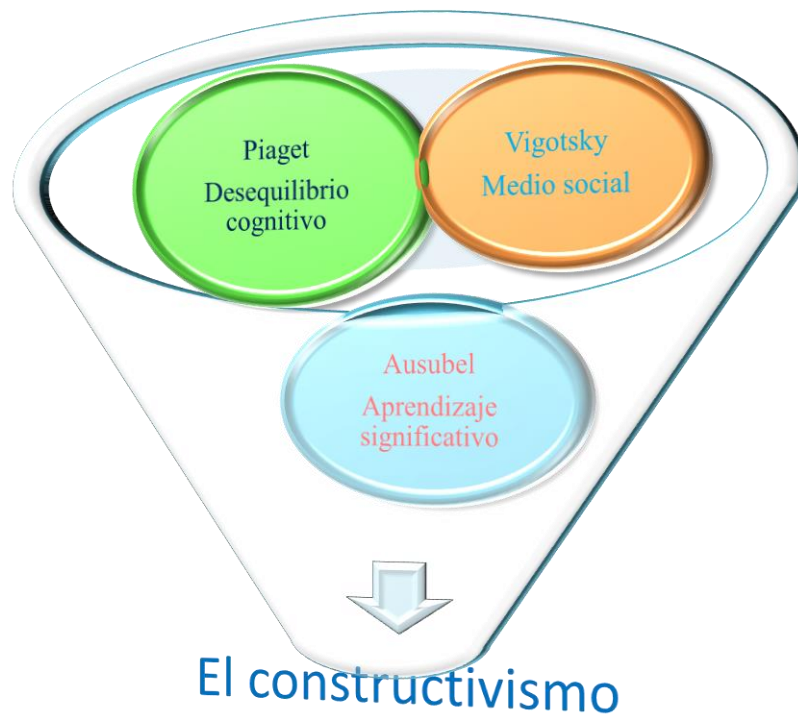 Piaget
Desequilibrio
cognitivo
Vigotsky
Medio social
Ausubel
Aprendizaje
significativo
El constructivismo